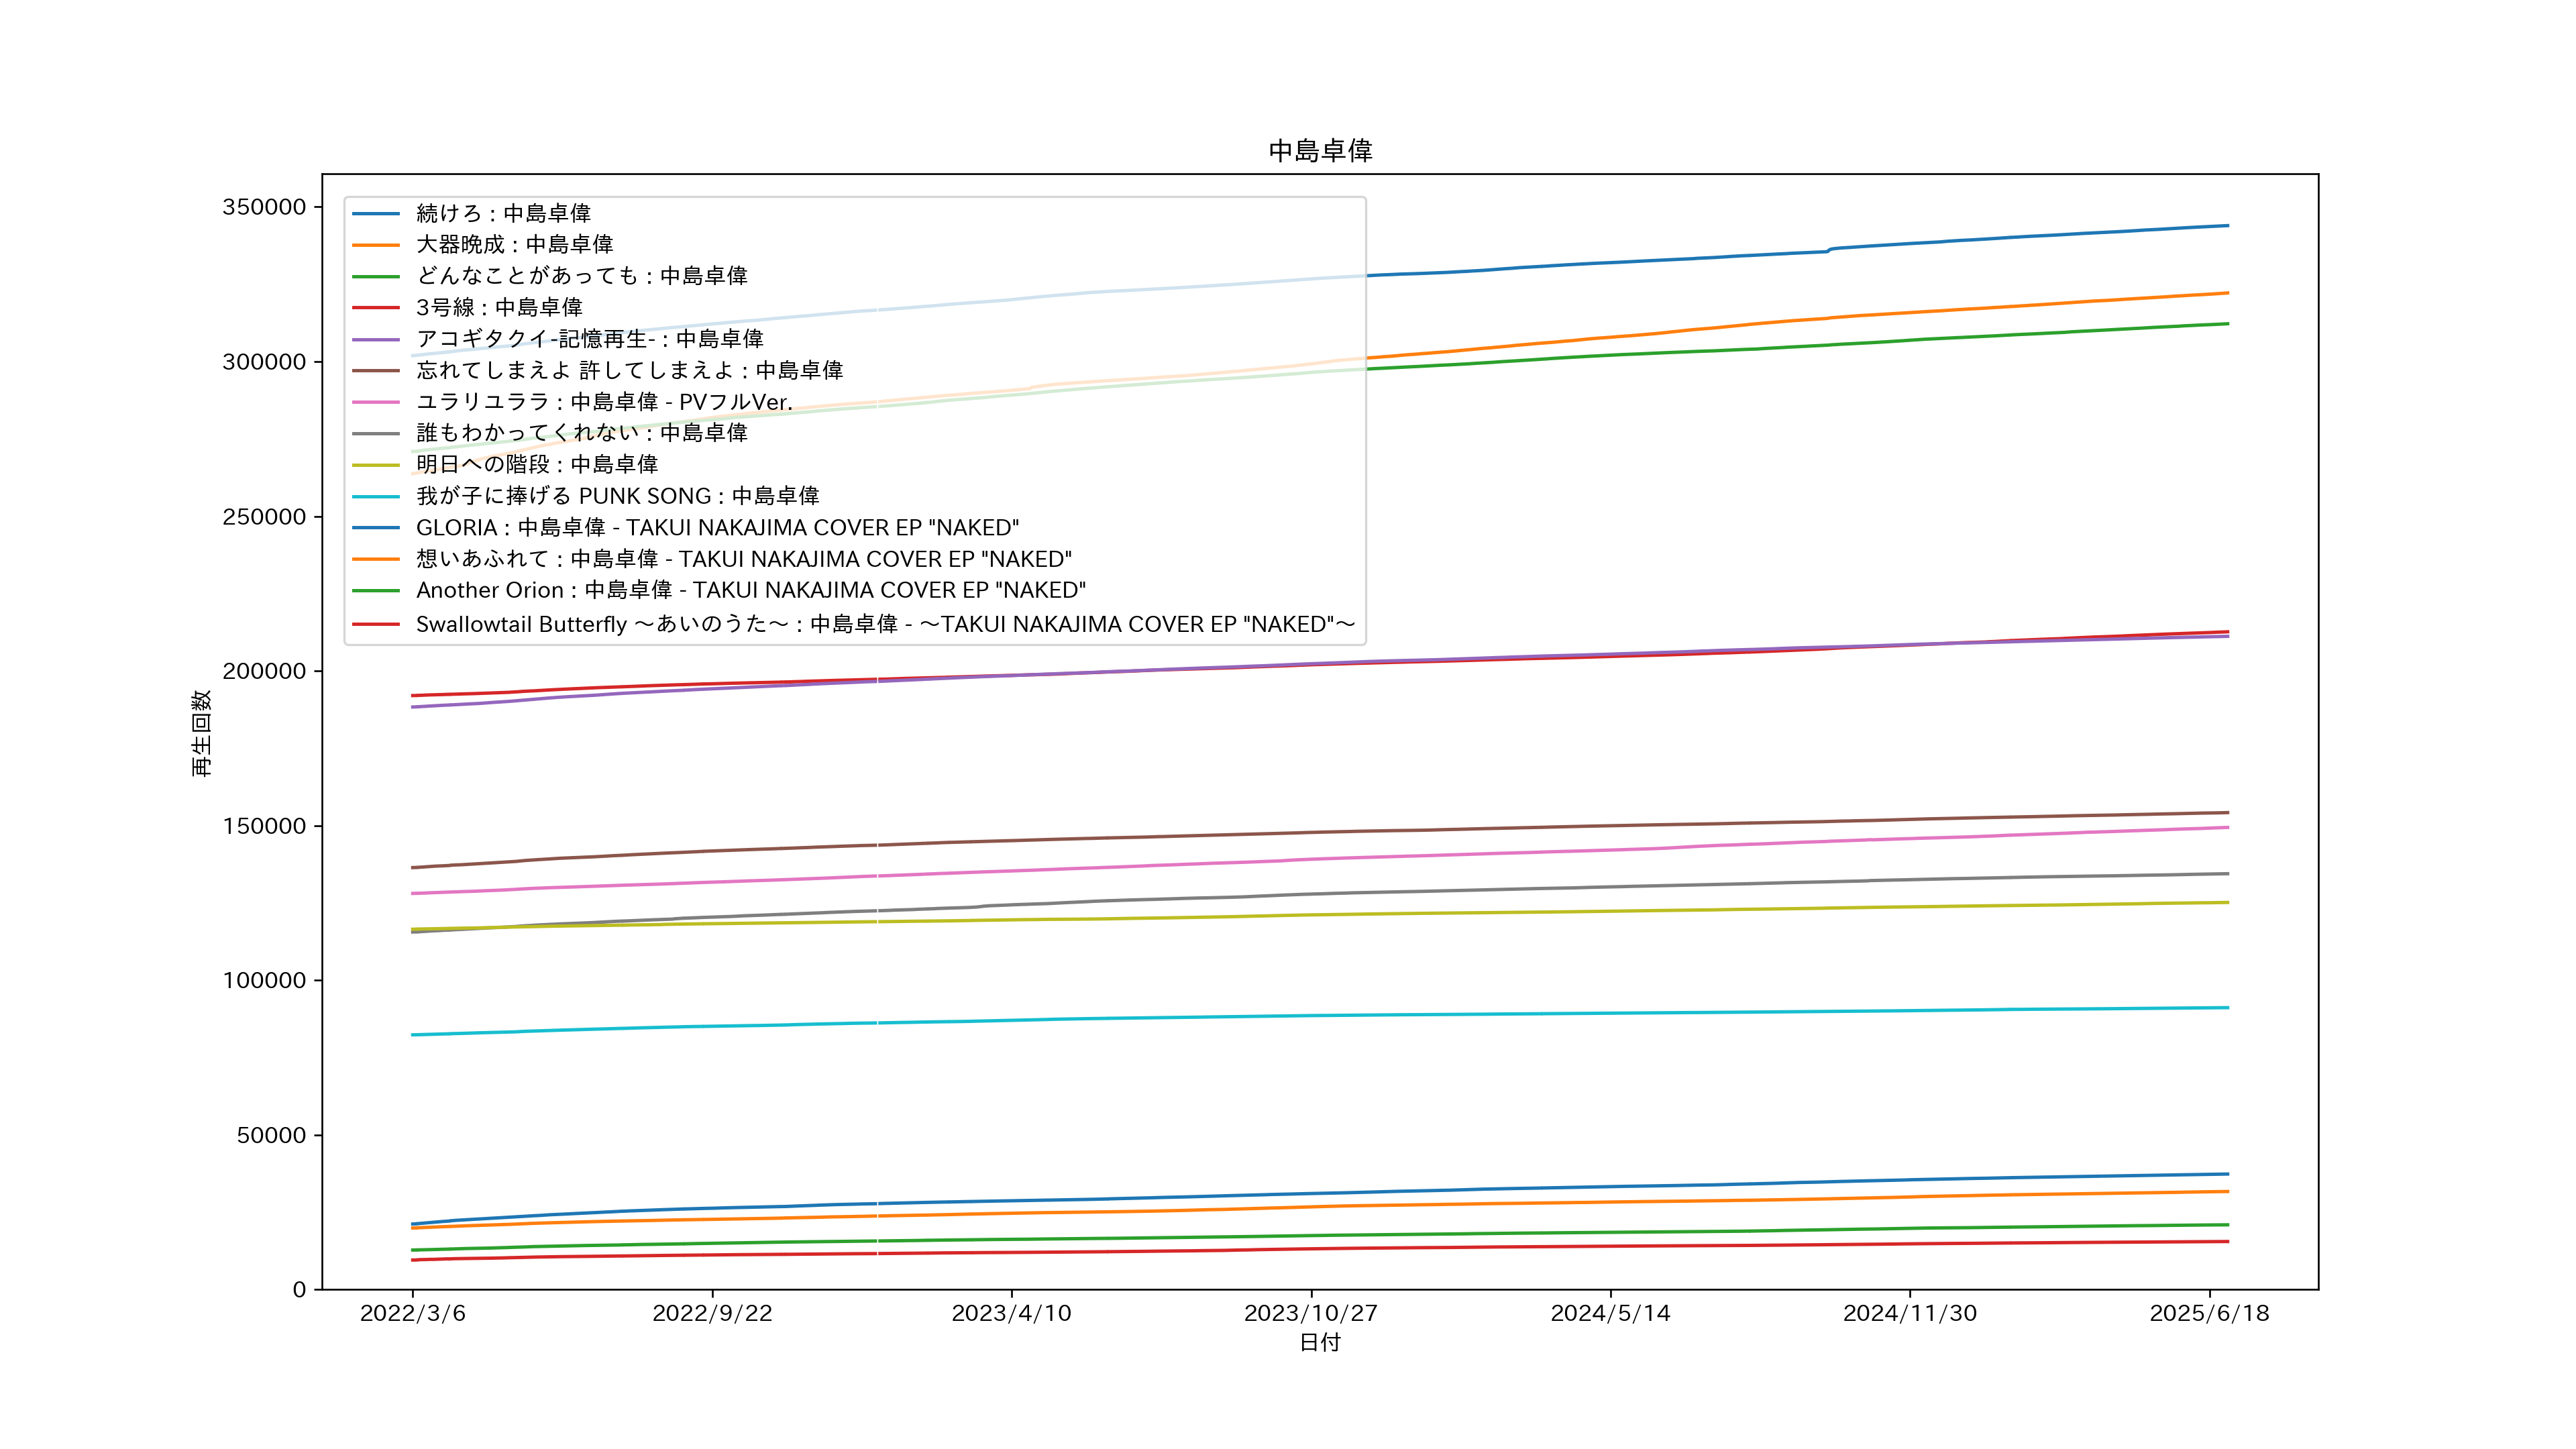 中島卓偉
350000
300000
250000
200000
150000
100000
50000
0
再生回数
続けろ : 中島卓偉
大器晩成 : 中島卓偉
どんなことがあっても : 中島卓偉
3号線 : 中島卓偉
アコギタクイ-記憶再生- : 中島卓偉
忘れてしまえよ 許してしまえよ : 中島卓偉
ユラリユララ : 中島卓偉 - PVフルVer.
誰もわかってくれない : 中島卓偉
明日への階段 : 中島卓偉
我が子に捧げる PUNK SONG : 中島卓偉
GLORIA : 中島卓偉 - TAKUI NAKAJIMA COVER EP "NAKED"
想いあふれて : 中島卓偉 - TAKUI NAKAJIMA COVER EP "NAKED"
Another Orion : 中島卓偉 - TAKUI NAKAJIMA COVER EP "NAKED"
Swallowtail Butterfly 〜あいのうた〜 : 中島卓偉 - 〜TAKUI NAKAJIMA COVER EP "NAKED"〜
2022/3/6 2022/9/22 2023/4/10 2023/10/27 2024/5/14 2024/11/30 2025/6/18
日付